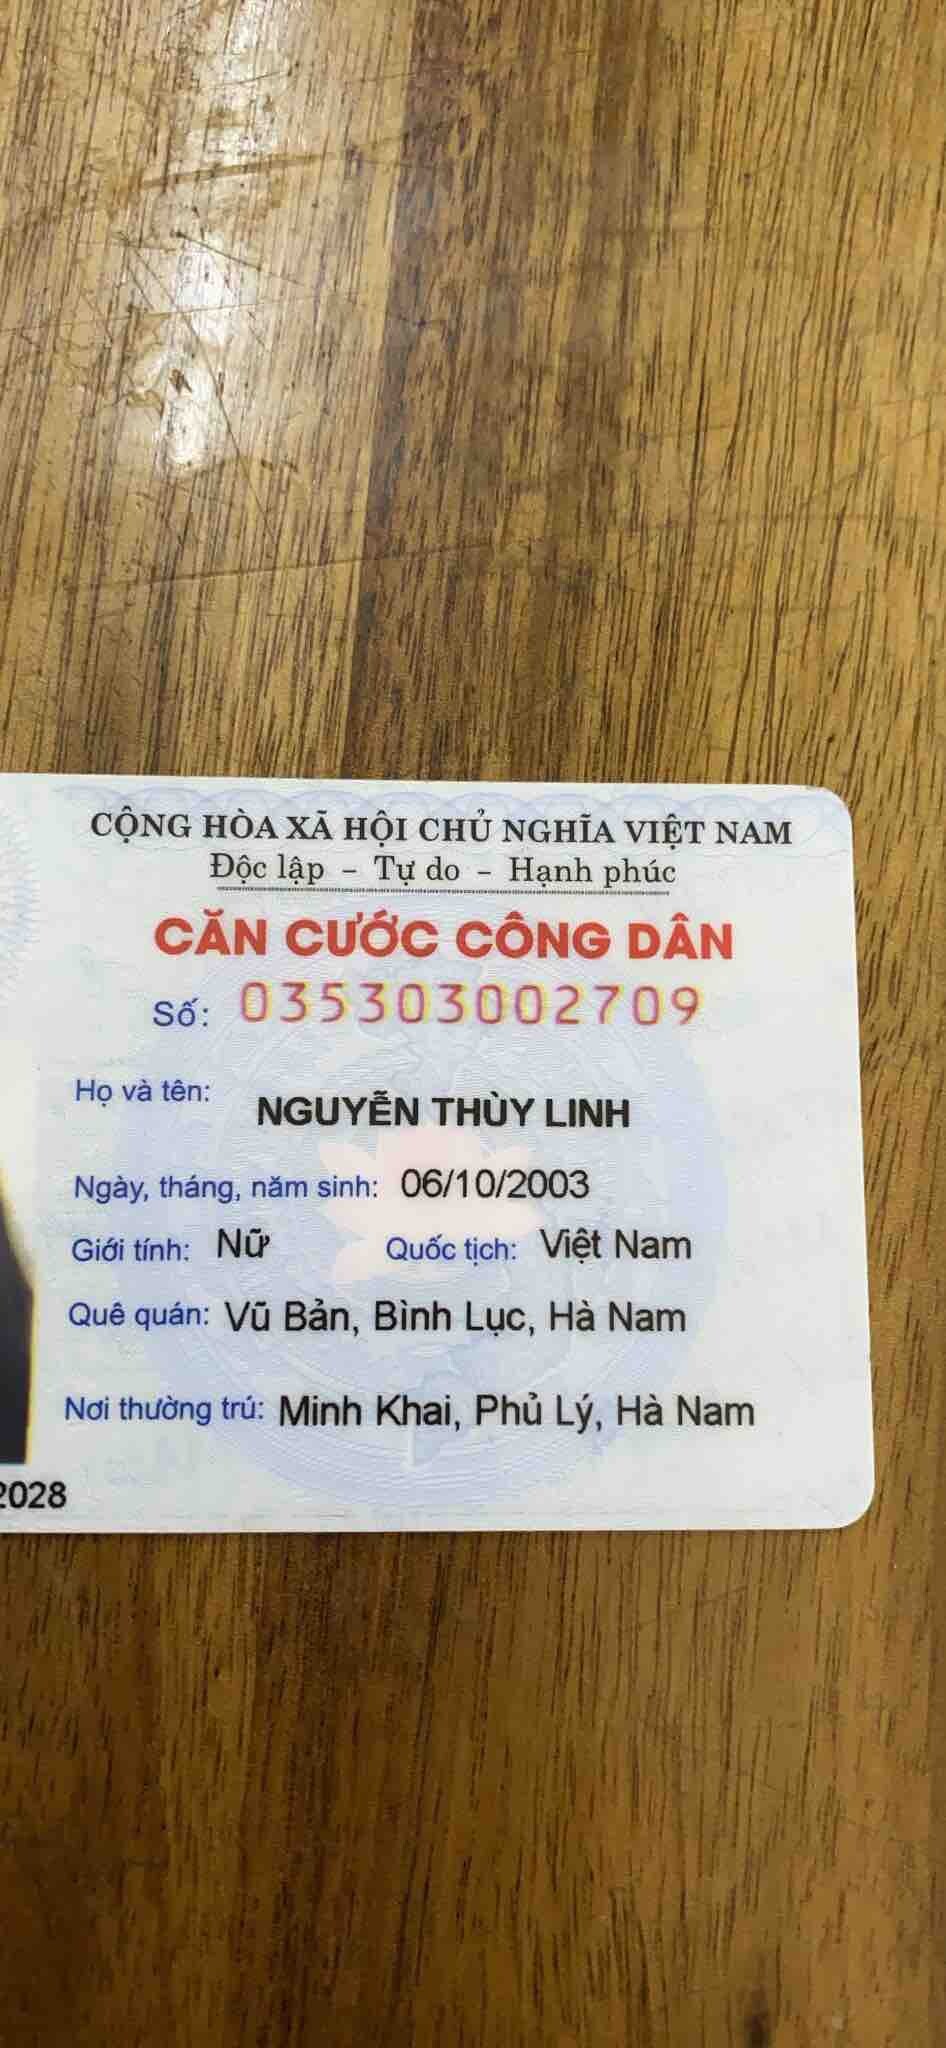 CỘNG HÒA XÃ HỘI CHỦ NGHĨA VIỆT NAM
Độc lập - Tự do - Hạnh phúc
CĂN CƯỚC CÔNG DÂN
Số: 035303002709
Họ và tên: NGUYỄN THÙY LINH
Ngày, tháng, năm sinh: 06/10/2003
Giới tính: Nữ Quốc tịch: Việt Nam
Quê quán: Vũ Bản, Bình Lục, Hà Nam
Nơi thường trú: Minh Khai, Phủ Lý, Hà Nam
2028